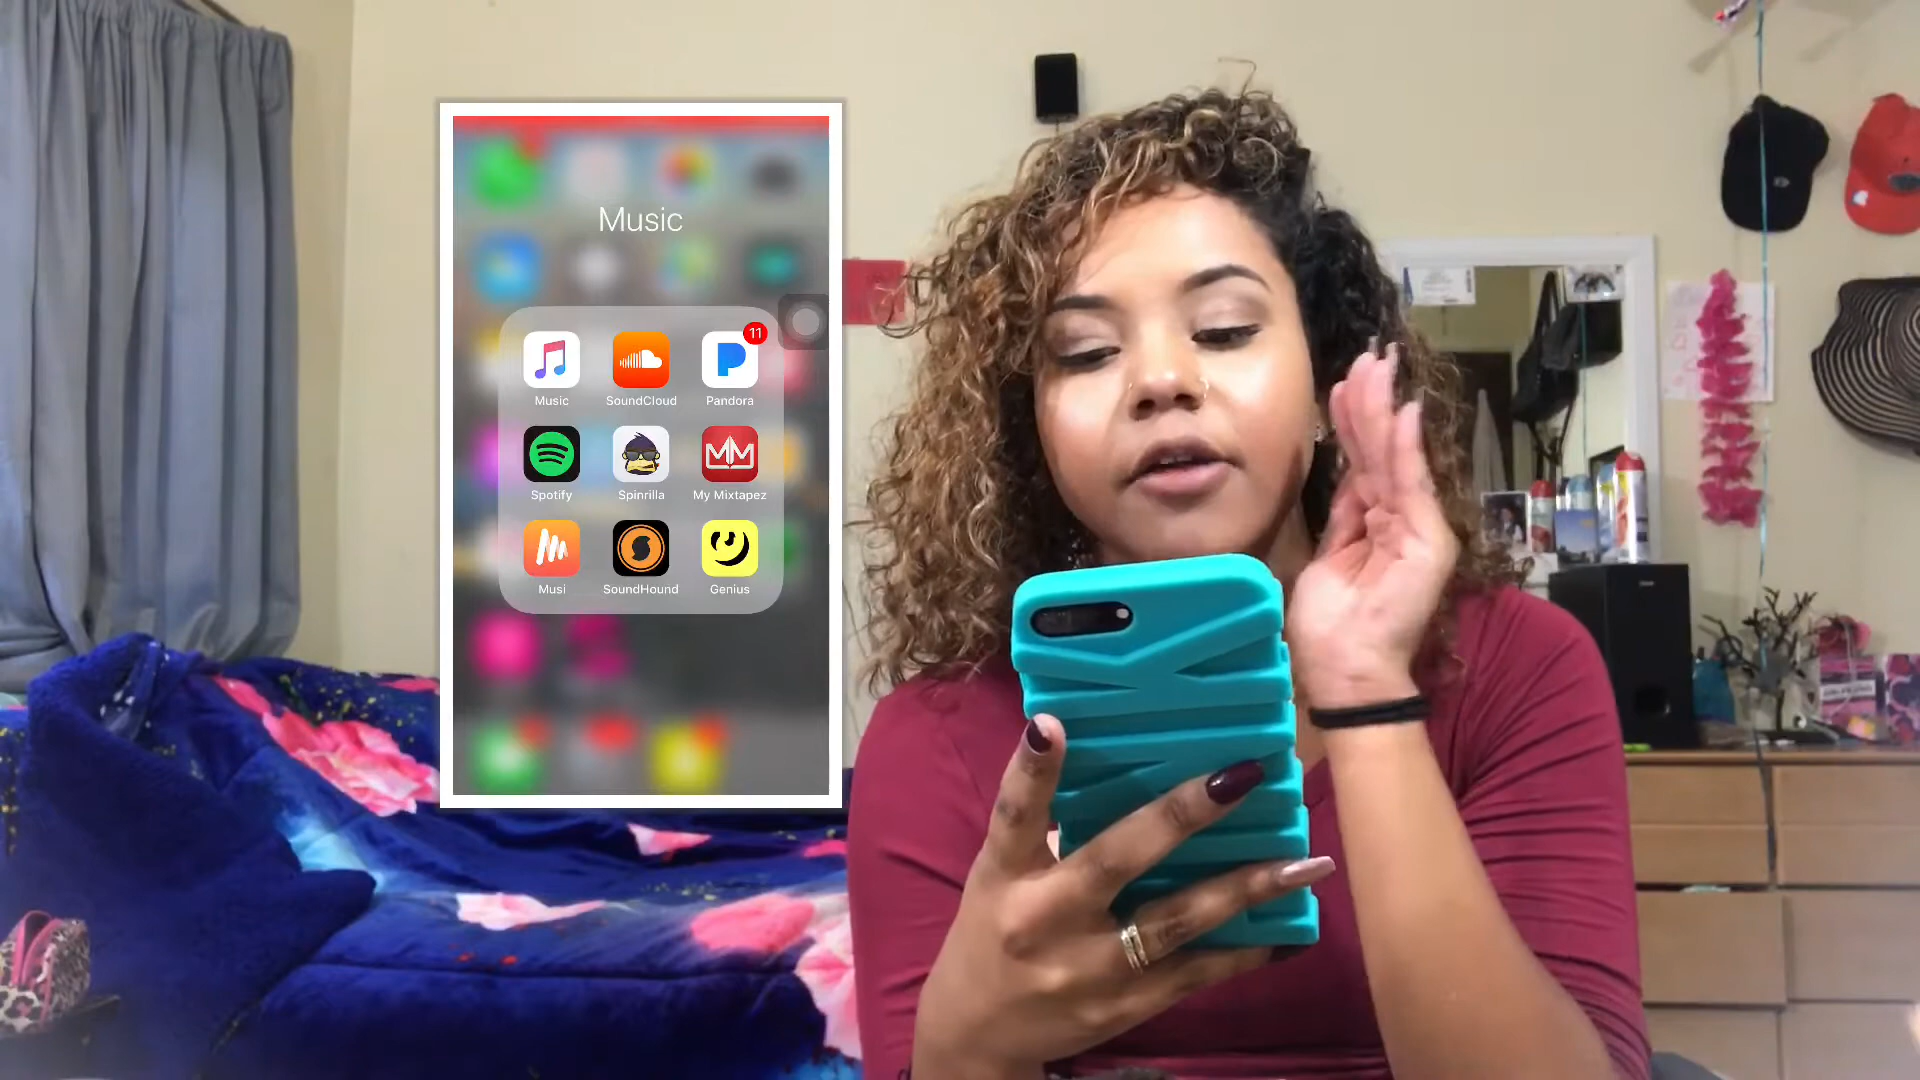 Music
11
Music SoundCloud Pandora
Spotify Spinrilla My Mixtapez
Musi SoundHound Genius